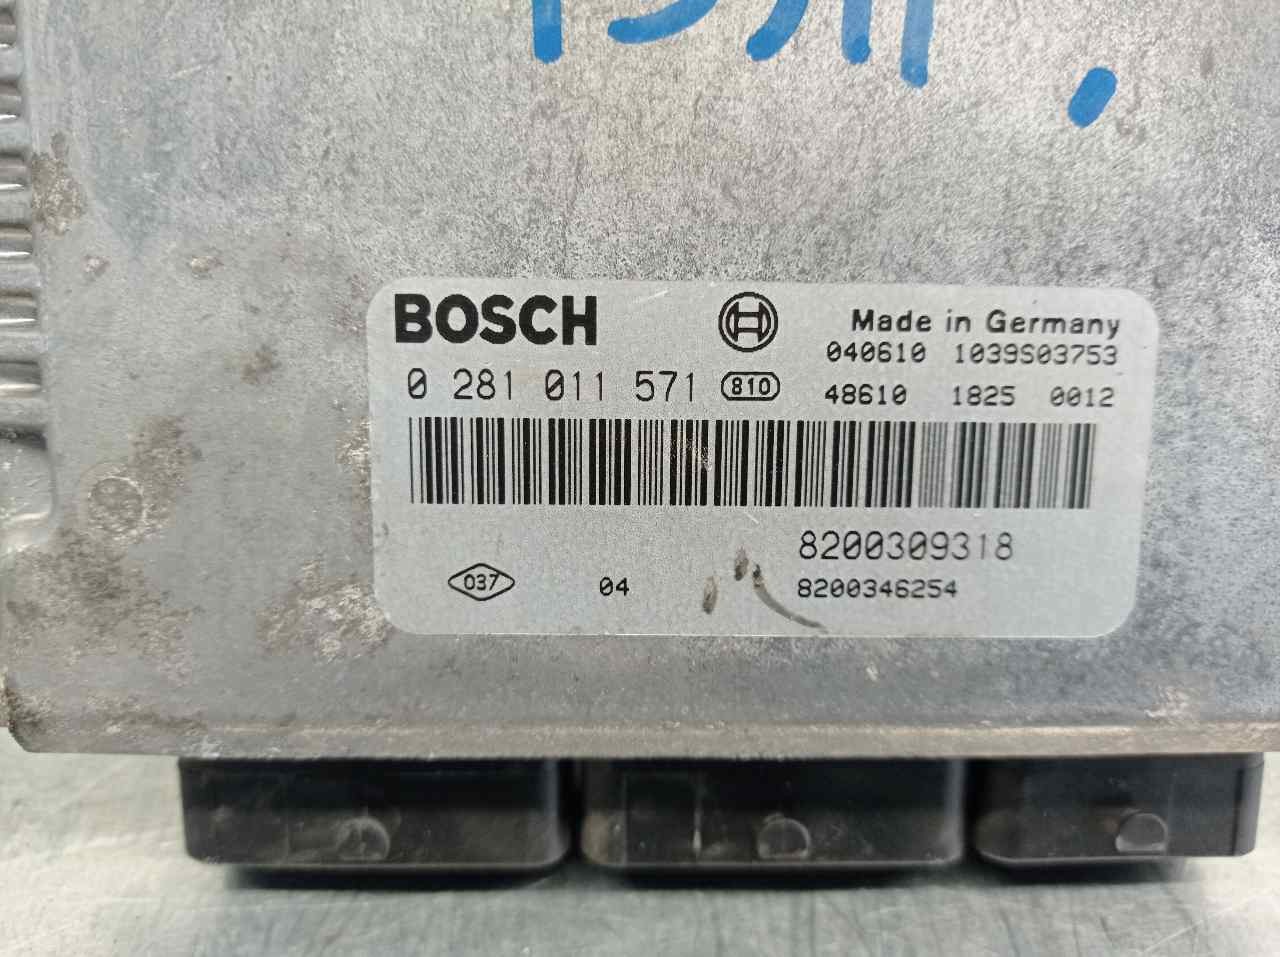 BOSCH
Made in Germany
040610 1039S03753
0 281 011 571 810
48610 1825 0012
8200309318
037 04 8200346254